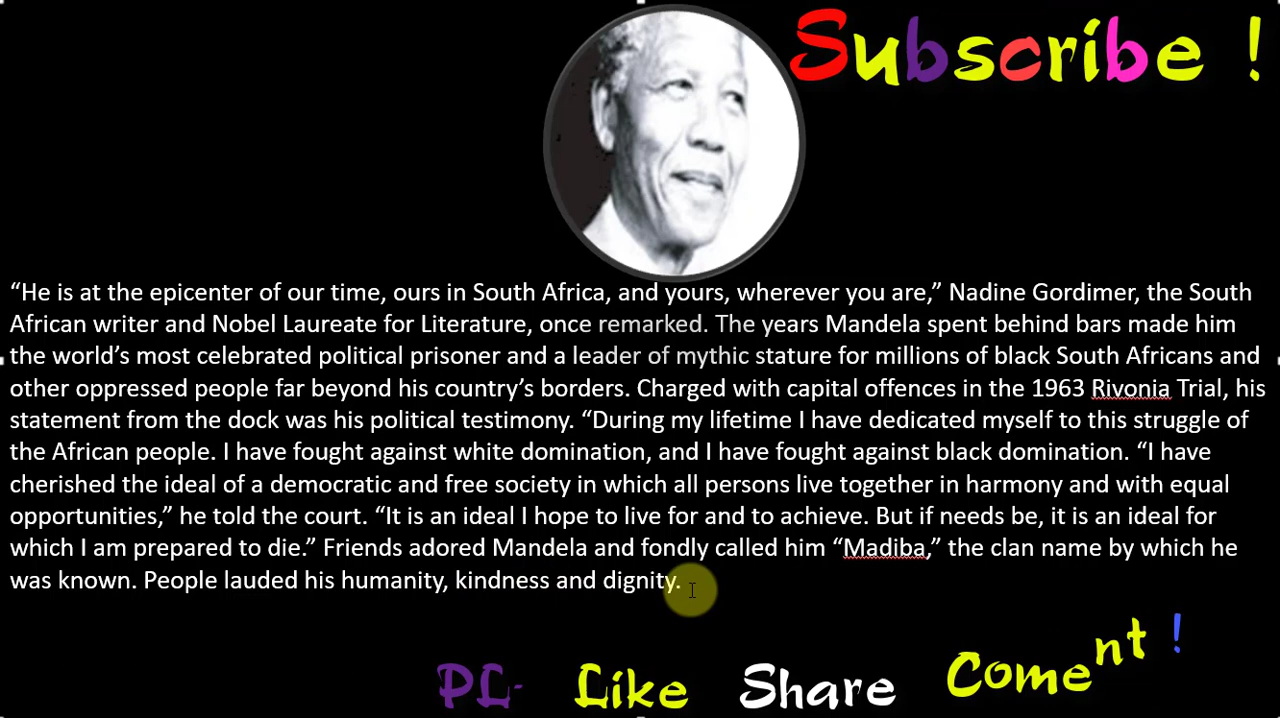 Subscribe !
“He is at the epicenter of our time, ours in South Africa, and yours, wherever you are,” Nadine Gordimer, the South
African writer and Nobel Laureate for Literature, once remarked. The years Mandela spent behind bars made him
the world’s most celebrated political prisoner and a leader of mythic stature for millions of black South Africans and
other oppressed people far beyond his country’s borders. Charged with capital offences in the 1963 Rivonia Trial, his
statement from the dock was his political testimony. “During my lifetime I have dedicated myself to this struggle of
the African people. I have fought against white domination, and I have fought against black domination. “I have
cherished the ideal of a democratic and free society in which all persons live together in harmony and with equal
opportunities,” he told the court. “It is an ideal I hope to live for and to achieve. But if needs be, it is an ideal for
which I am prepared to die.” Friends adored Mandela and fondly called him “Madiba,” the clan name by which he
was known. People lauded his humanity, kindness and dignity.
PL- Like Share Coment !